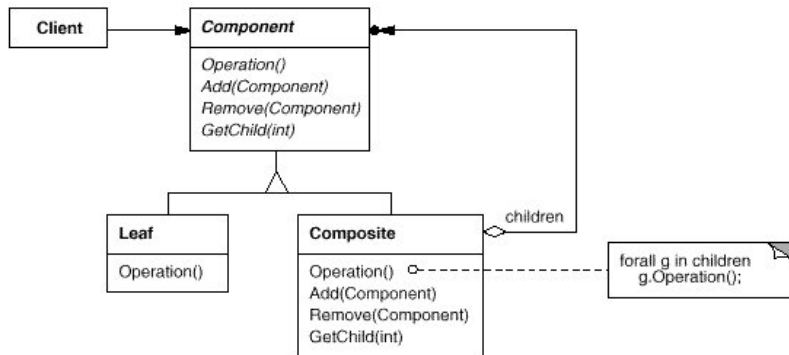 Client
Component
Operation()
Add(Component)
Remove(Component)
GetChild(int)
Leaf
Operation()
Composite
Operation()
Add(Component)
Remove(Component)
GetChild(int)
children
forall g in children
g.Operation();